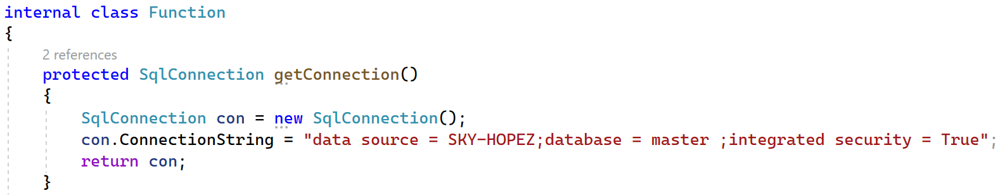 internal class Function
{
2 references
protected SqlConnection getConnection()
{
SqlConnection con = new SqlConnection();
con.ConnectionString = "data source = SKY-HOPEZ;database = master ;integrated security = True";
return con;
}